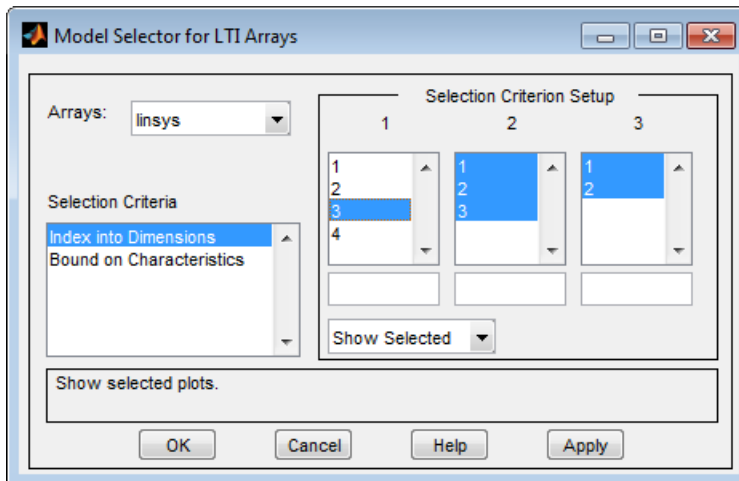 Model Selector for LTI Arrays
Arrays:
linsys
Selection Criteria
Index into Dimensions
Bound on Characteristics
Selection Criterion Setup
1 2 3
1 1 1
2 2 2
3 3
4
Show Selected
Show selected plots.
OK Cancel Help Apply